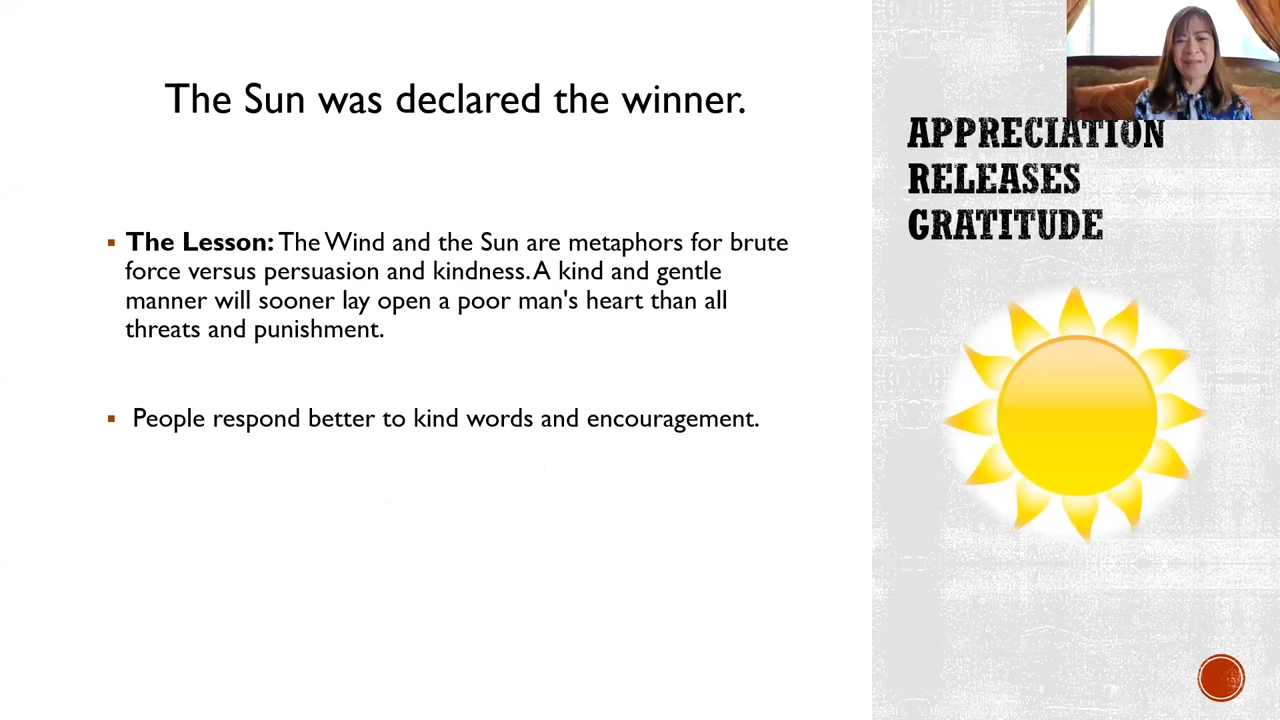 The Sun was declared the winner.
The Lesson: The Wind and the Sun are metaphors for brute
force versus persuasion and kindness. A kind and gentle
manner will sooner lay open a poor man's heart than all
threats and punishment.
People respond better to kind words and encouragement.
APPRECIATION
RELEASES
GRATITUDE